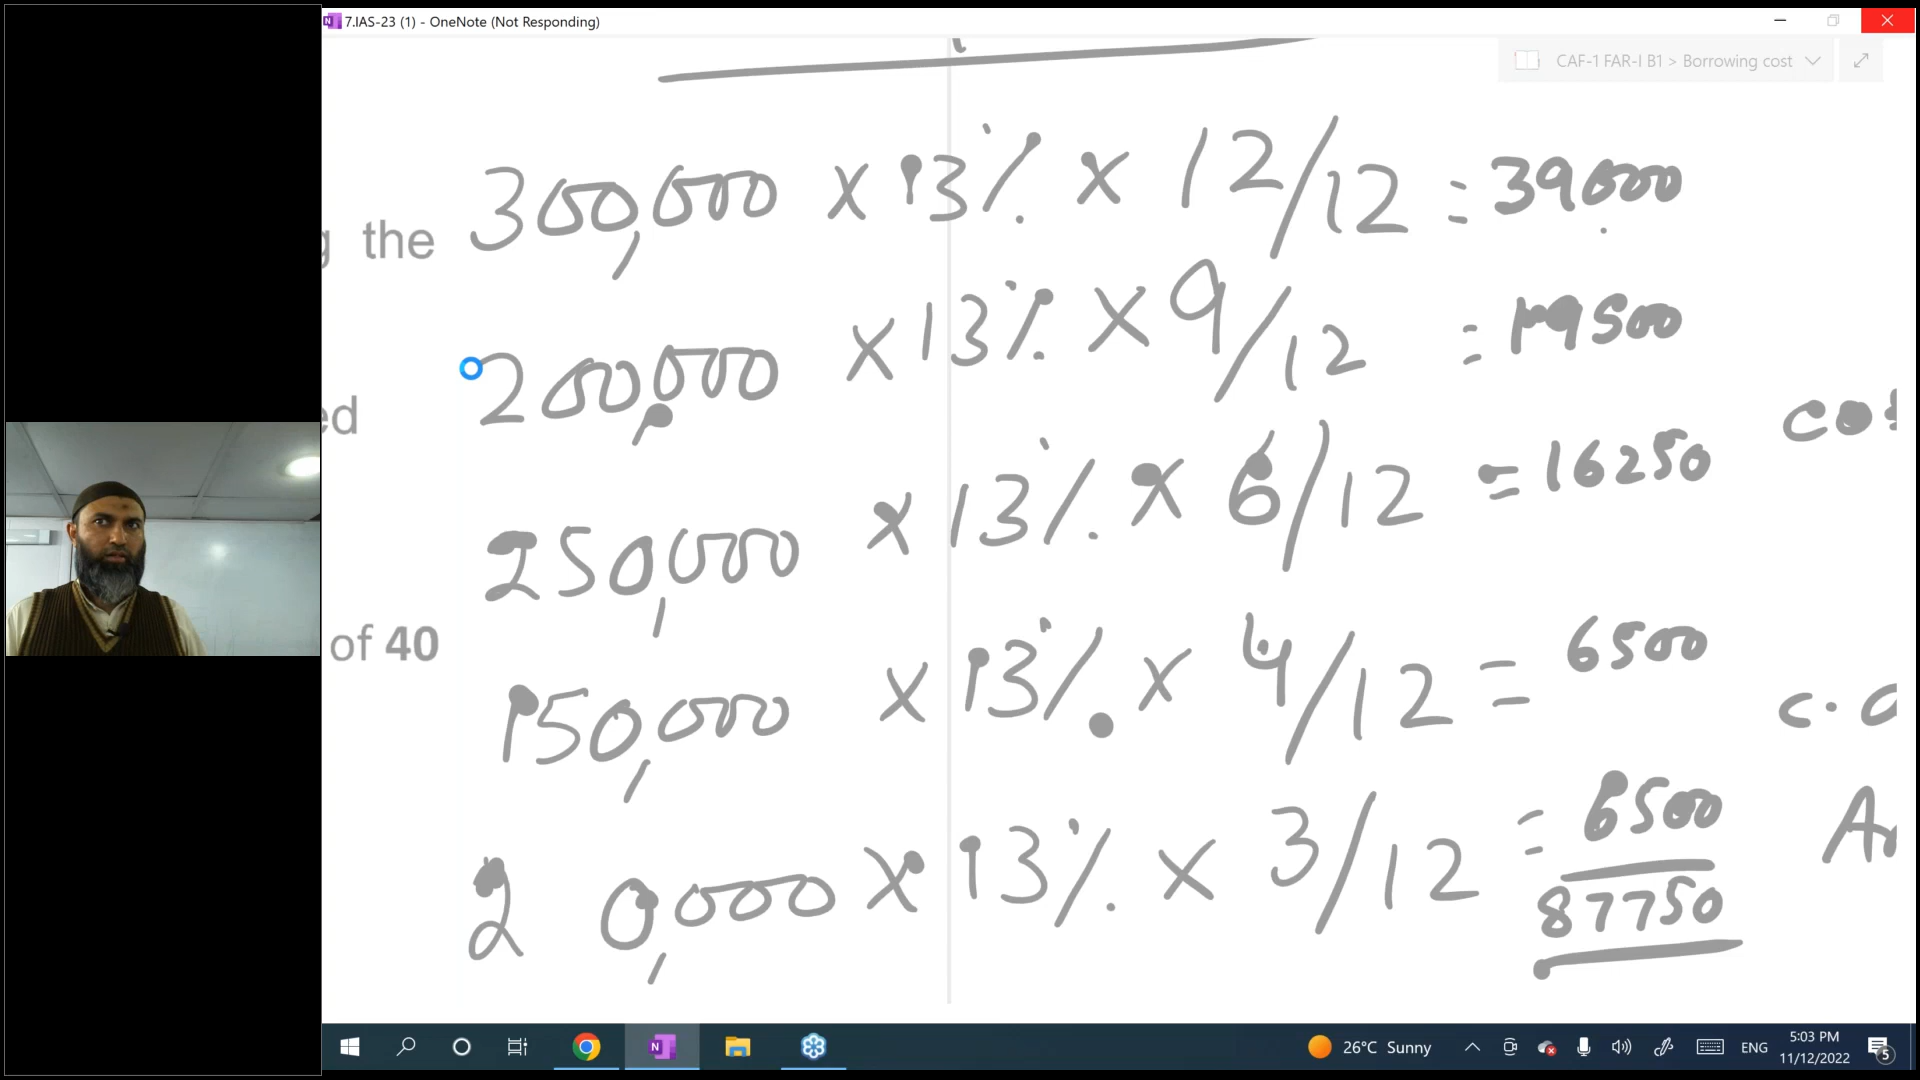 7.IAS-23 (1) - OneNote (Not Responding)
CAF-1 FAR-I B1 > Borrowing cost
the
300,000 x 13% x 12/12 = 39000
200,000 x 13% x 9/12 = 19500
ed
250,000 x 13% x 6/12 = 16250
of 40
150,000 x 13% x 4/12 = 6500
c.
20,000 x 13% x 3/12 = 6500
87750
26°C Sunny
ENG
5:03 PM
11/12/2022
5